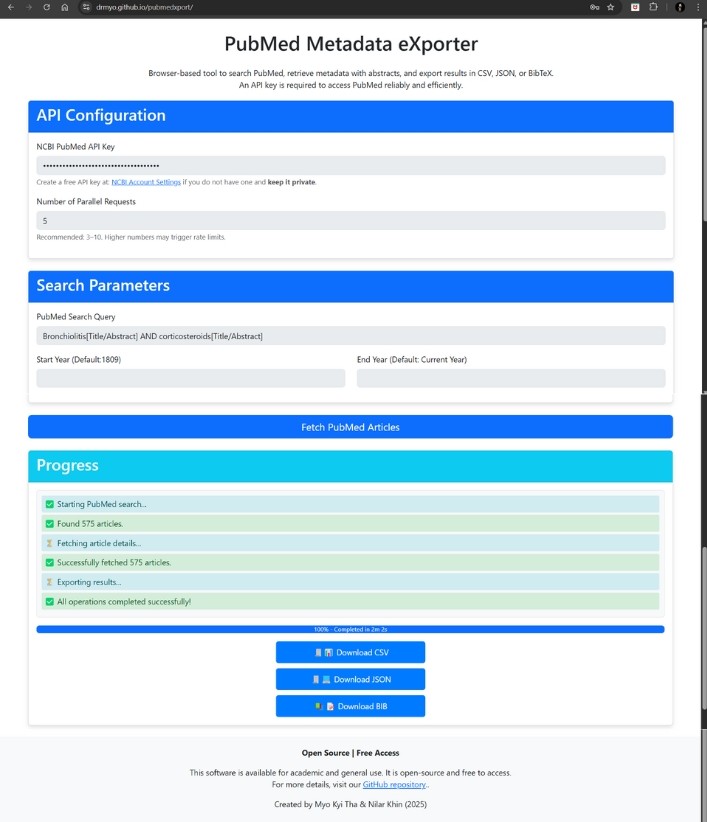 drmyo.github.io/pubmedxport/
PubMed Metadata eXporter
Browser-based tool to search PubMed, retrieve metadata with abstracts, and export results in CSV, JSON, or BibTeX.
An API key is required to access PubMed reliably and efficiently.
API Configuration
NCBI PubMed API Key
••••••••••••••••••••••••••••••••••••
Create a free API key at: NCBI Account Settings if you do not have one and keep it private.
Number of Parallel Requests
5
Recommended: 3–10. Higher numbers may trigger rate limits.
Search Parameters
PubMed Search Query
Bronchiolitis[Title/Abstract] AND corticosteroids[Title/Abstract]
Start Year (Default:1809)
End Year (Default: Current Year)
Fetch PubMed Articles
Progress
✅ Starting PubMed search...
✅ Found 575 articles.
⏳ Fetching article details...
✅ Successfully fetched 575 articles.
⏳ Exporting results...
✅ All operations completed successfully!
100% - Completed in 2m 2s
Download CSV
Download JSON
Download BIB
Open Source | Free Access
This software is available for academic and general use. It is open-source and free to access.
For more details, visit our GitHub repository..
Created by Myo Kyi Tha & Nilar Khin (2025)